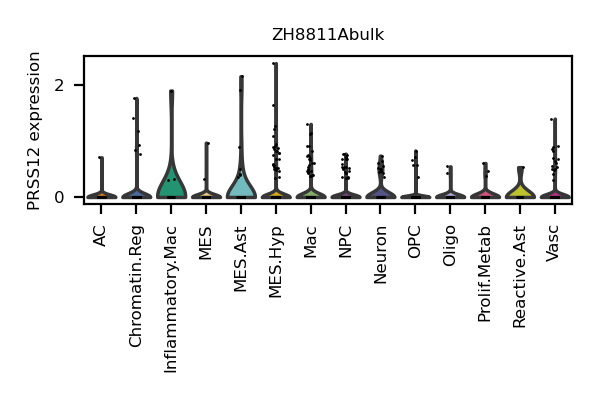 ZH8811Abulk
PRSS12 expression
2
0
AC
Chromatin.Reg
Inflammatory.Mac
MES
MES.Ast
MES.Hyp
Mac
NPC
Neuron
OPC
Oligo
Prolif.Metab
Reactive.Ast
Vasc